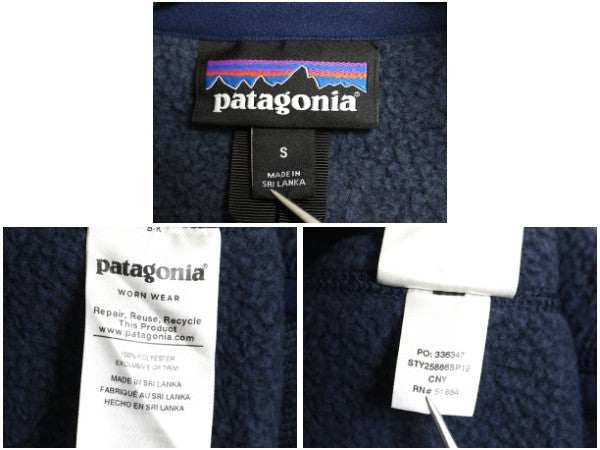 patagonia®
S
MADE IN
SRI LANKA
B-K
patagonia®
WORN WEAR
Repair, Reuse, Recycle
This Product
www.patagonia.com
100% POLYESTER
EXCLUSIVE OF TRIM
MADE IN SRI LANKA
FABRIQUÉ AU SRI LANKA
HECHO EN SRI LANKA
PO: 336347
STY25886SP19
CNY
RN# 51884